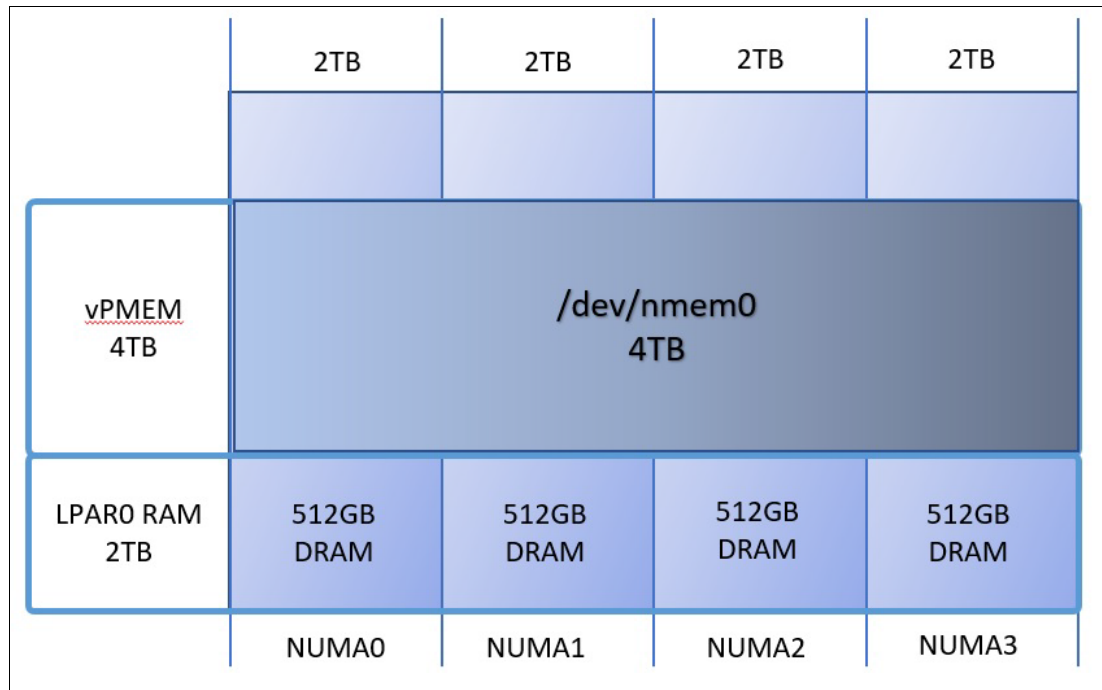 2TB
2TB
2TB
2TB
vPMEM
4TB
/dev/nmem0
4TB
LPAR0 RAM
2TB
512GB
DRAM
512GB
DRAM
512GB
DRAM
512GB
DRAM
NUMA0
NUMA1
NUMA2
NUMA3